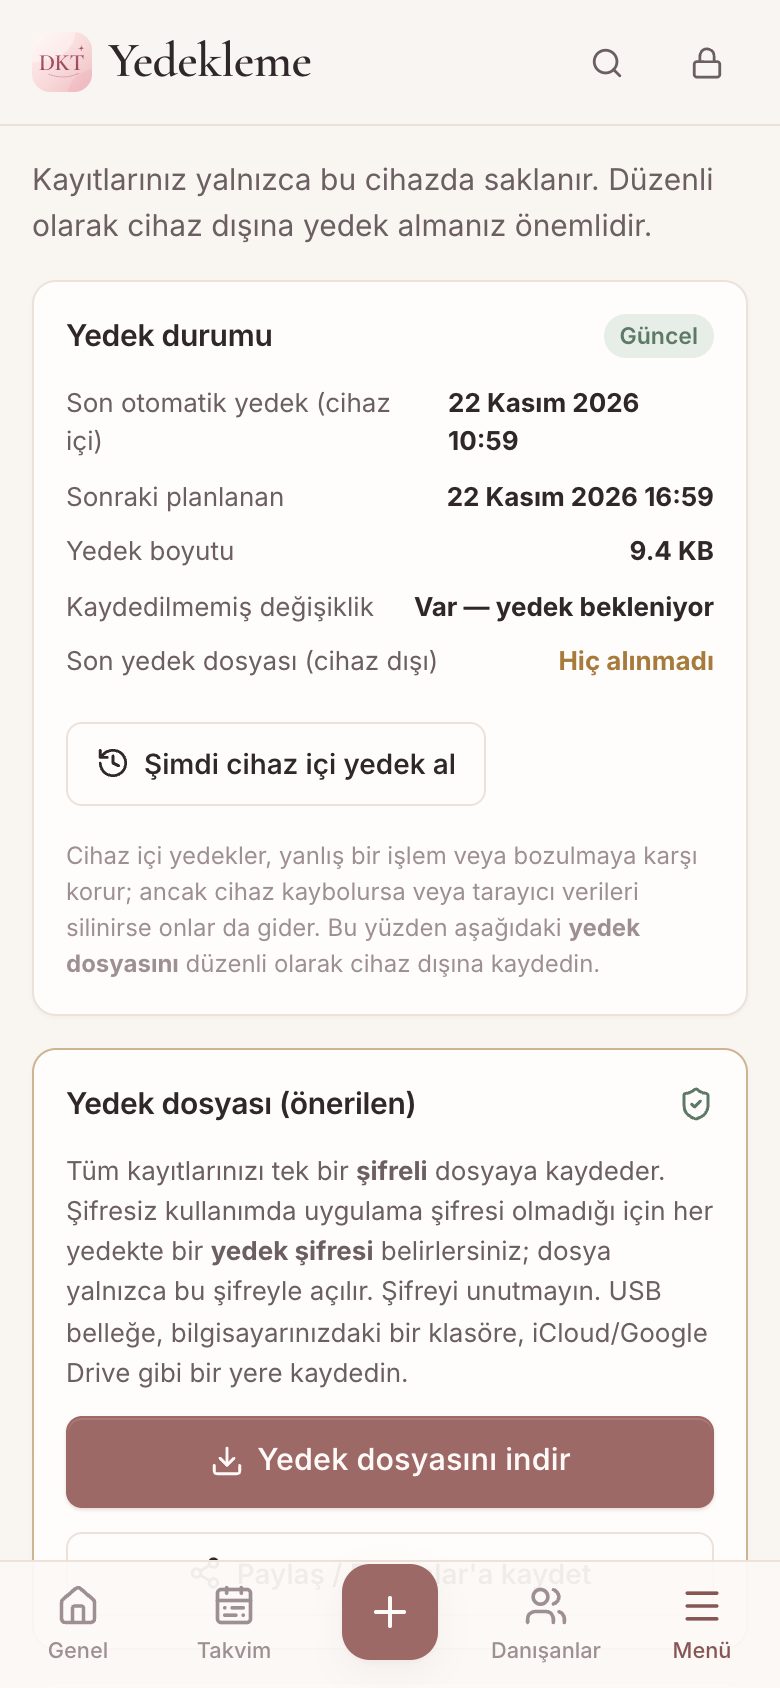 DKT
Yedekleme
Kayıtlarınız yalnızca bu cihazda saklanır. Düzenli
olarak cihaz dışına yedek almanız önemlidir.
Yedek durumu
Güncel
Son otomatik yedek (cihaz
içi)
22 Kasım 2026
10:59
Sonraki planlanan
22 Kasım 2026 16:59
Yedek boyutu
9.4 KB
Kaydedilmemiş değişiklik
Var — yedek bekleniyor
Son yedek dosyası (cihaz dışı)
Hiç alınmadı
Şimdi cihaz içi yedek al
Cihaz içi yedekler, yanlış bir işlem veya bozulmaya karşı
korur; ancak cihaz kaybolursa veya tarayıcı verileri
silinirse onlar da gider. Bu yüzden aşağıdaki yedek
dosyasını düzenli olarak cihaz dışına kaydedin.
Yedek dosyası (önerilen)
Tüm kayıtlarınızı tek bir şifreli dosyaya kaydeder.
Şifresiz kullanımda uygulama şifresi olmadığı için her
yedekte bir yedek şifresi belirlersiniz; dosya
yalnızca bu şifreyle açılır. Şifreyi unutmayın. USB
belleğe, bilgisayarınızdaki bir klasöre, iCloud/Google
Drive gibi bir yere kaydedin.
Yedek dosyasını indir
Paylaş / kaydet
Genel
Takvim
Danışanlar
Menü